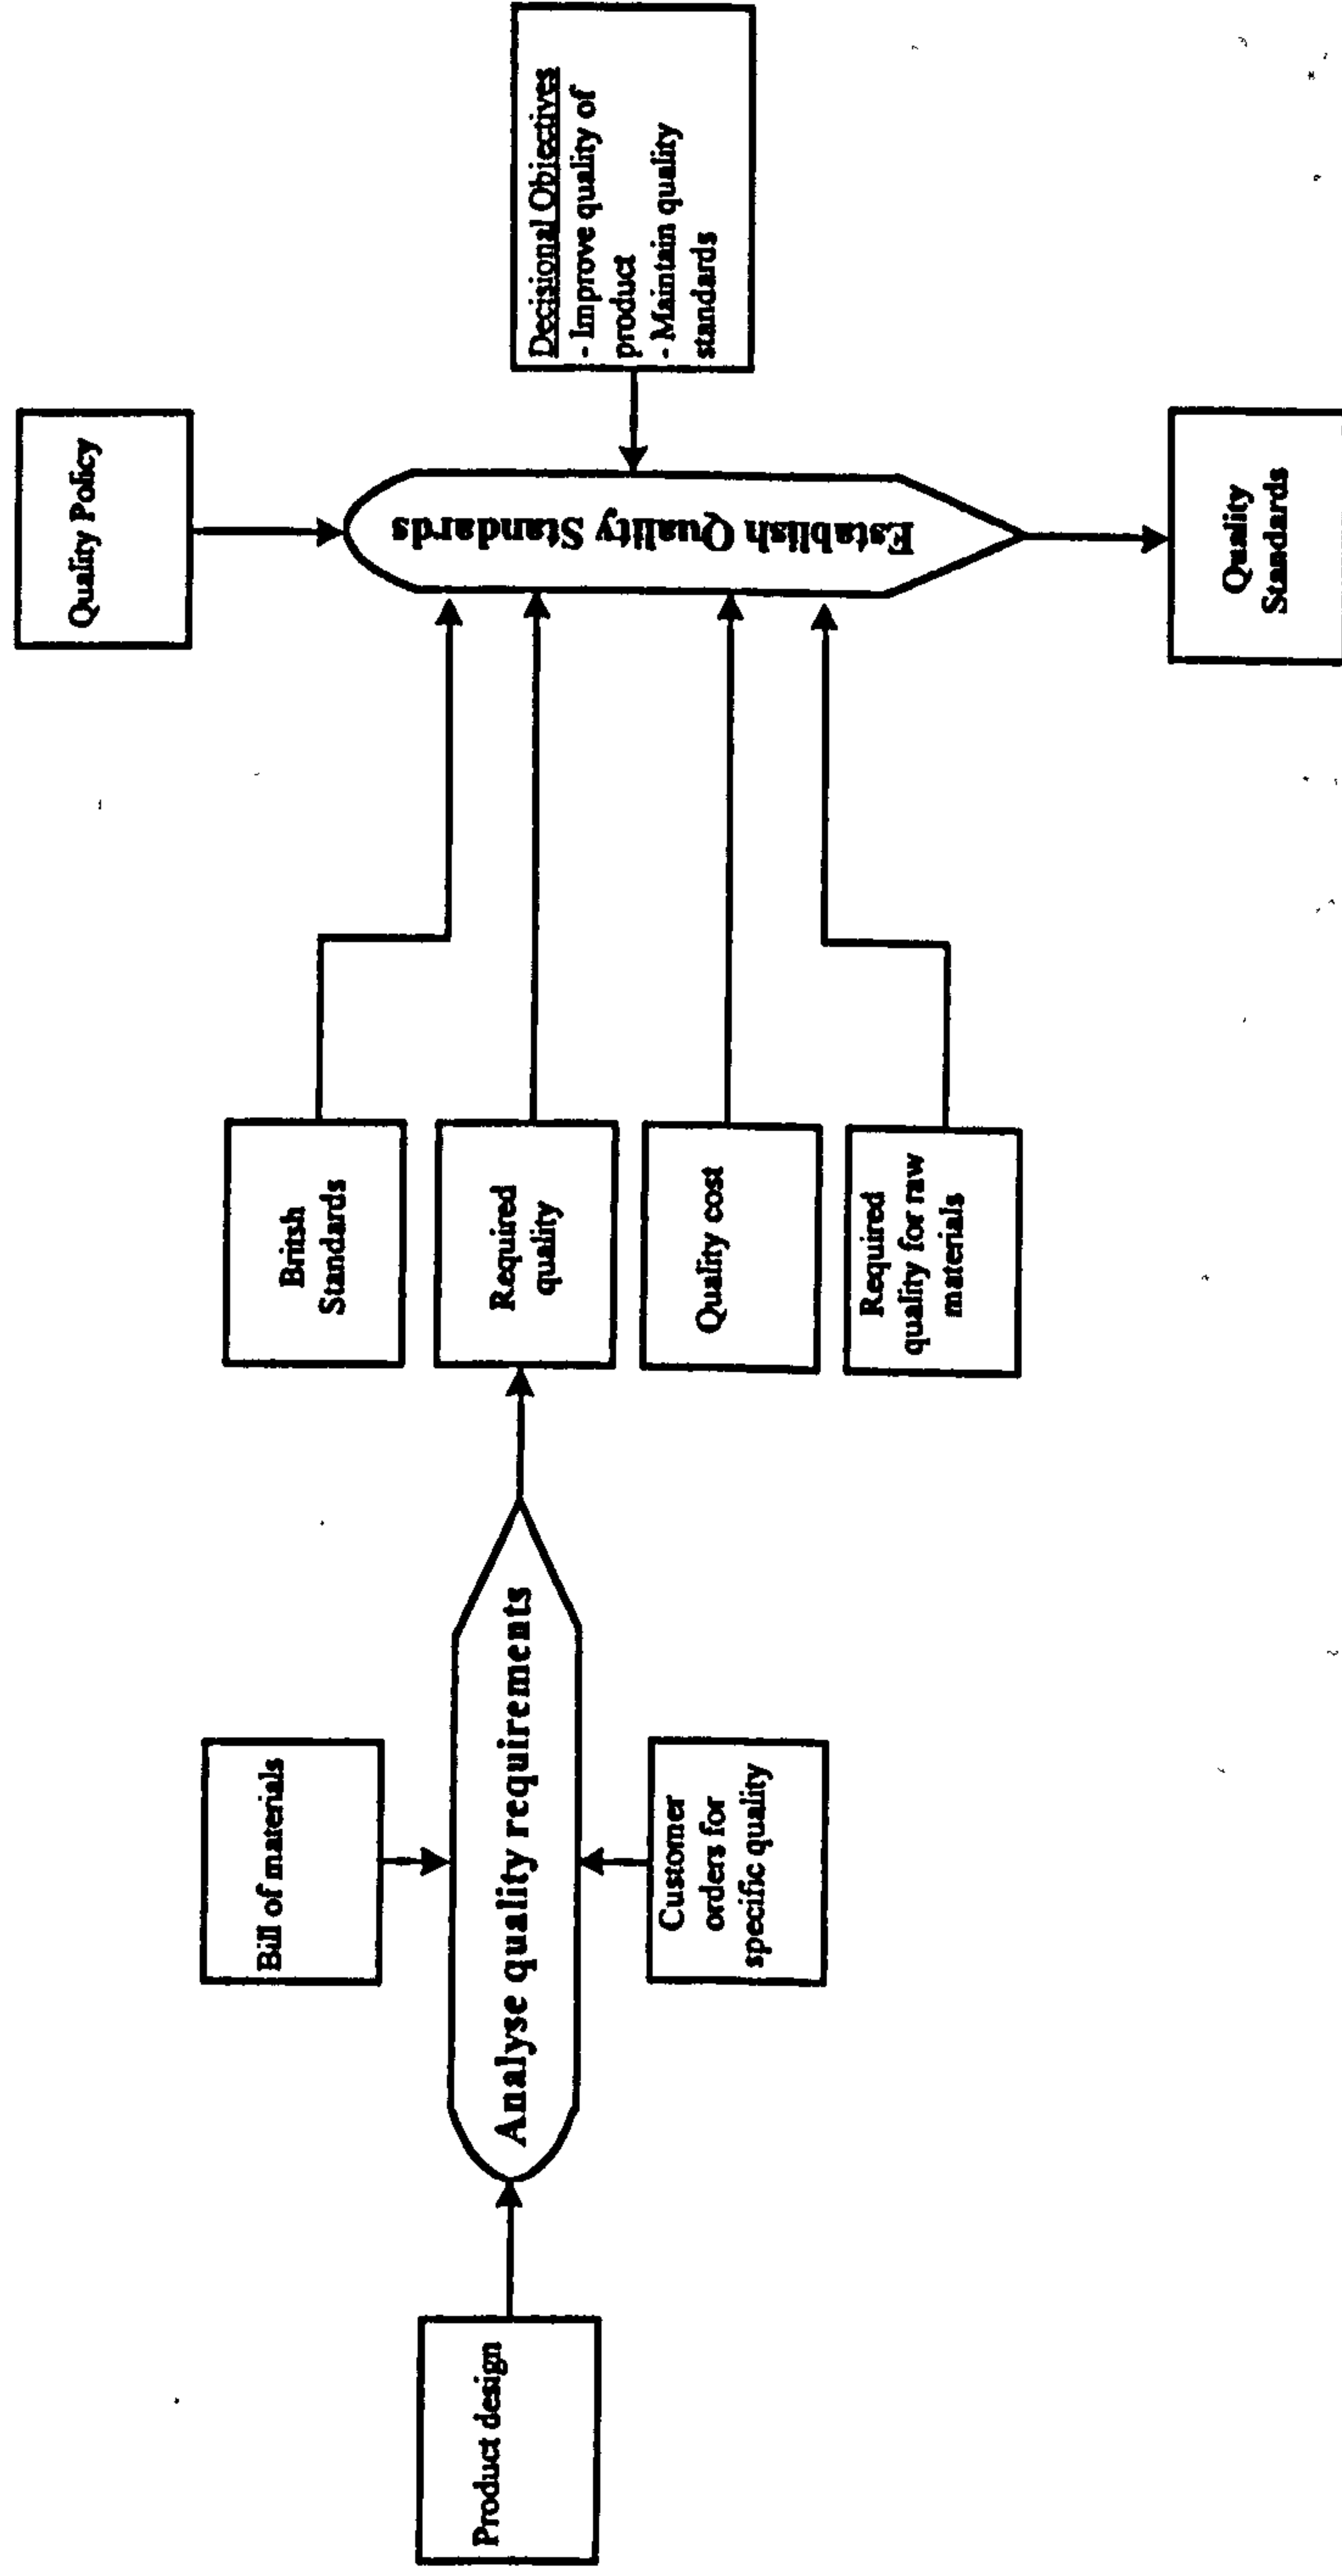 Product design
Bill of materials
Analyse quality requirements
Customer
orders for
specific quality
Britsh
Standards
Required
quality
Quality cost
Required
quality for raw
materials
Quality Policy
Establish Quality Standards
Decisional Objectives
- Improve quality of
product
- Maintain quality
standards
Quality
Standards